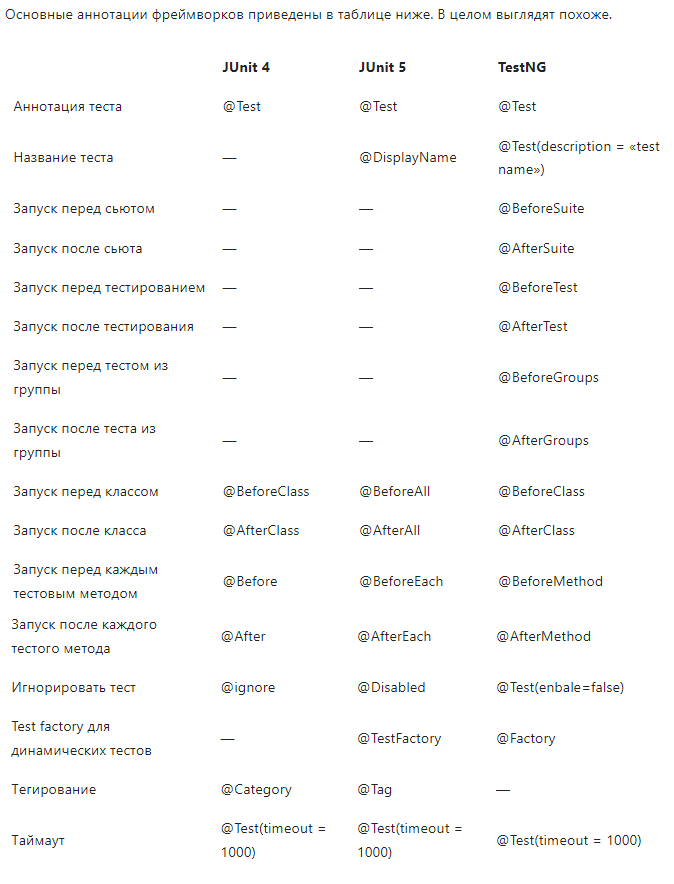 Основные аннотации фреймворков приведены в таблице ниже. В целом выглядят похоже.
JUnit 4 JUnit 5 TestNG
Аннотация теста @Test @Test @Test
Название теста — @DisplayName @Test(description = «test
name»)
Запуск перед сьютом — — @BeforeSuite
Запуск после сьюта — — @AfterSuite
Запуск перед тестированием — — @BeforeTest
Запуск после тестирования — — @AfterTest
Запуск перед тестом из
группы — — @BeforeGroups
Запуск после теста из
группы — — @AfterGroups
Запуск перед классом @BeforeClass @BeforeAll @BeforeClass
Запуск после класса @AfterClass @AfterAll @AfterClass
Запуск перед каждым
тестовым методом @Before @BeforeEach @BeforeMethod
Запуск после каждого
тестого метода @After @AfterEach @AfterMethod
Игнорировать тест @ignore @Disabled @Test(enbale=false)
Test factory для
динамических тестов — @TestFactory @Factory
Тегирование @Category @Tag —
Таймаут @Test(timeout =
1000) @Test(timeout =
1000) @Test(timeout = 1000)